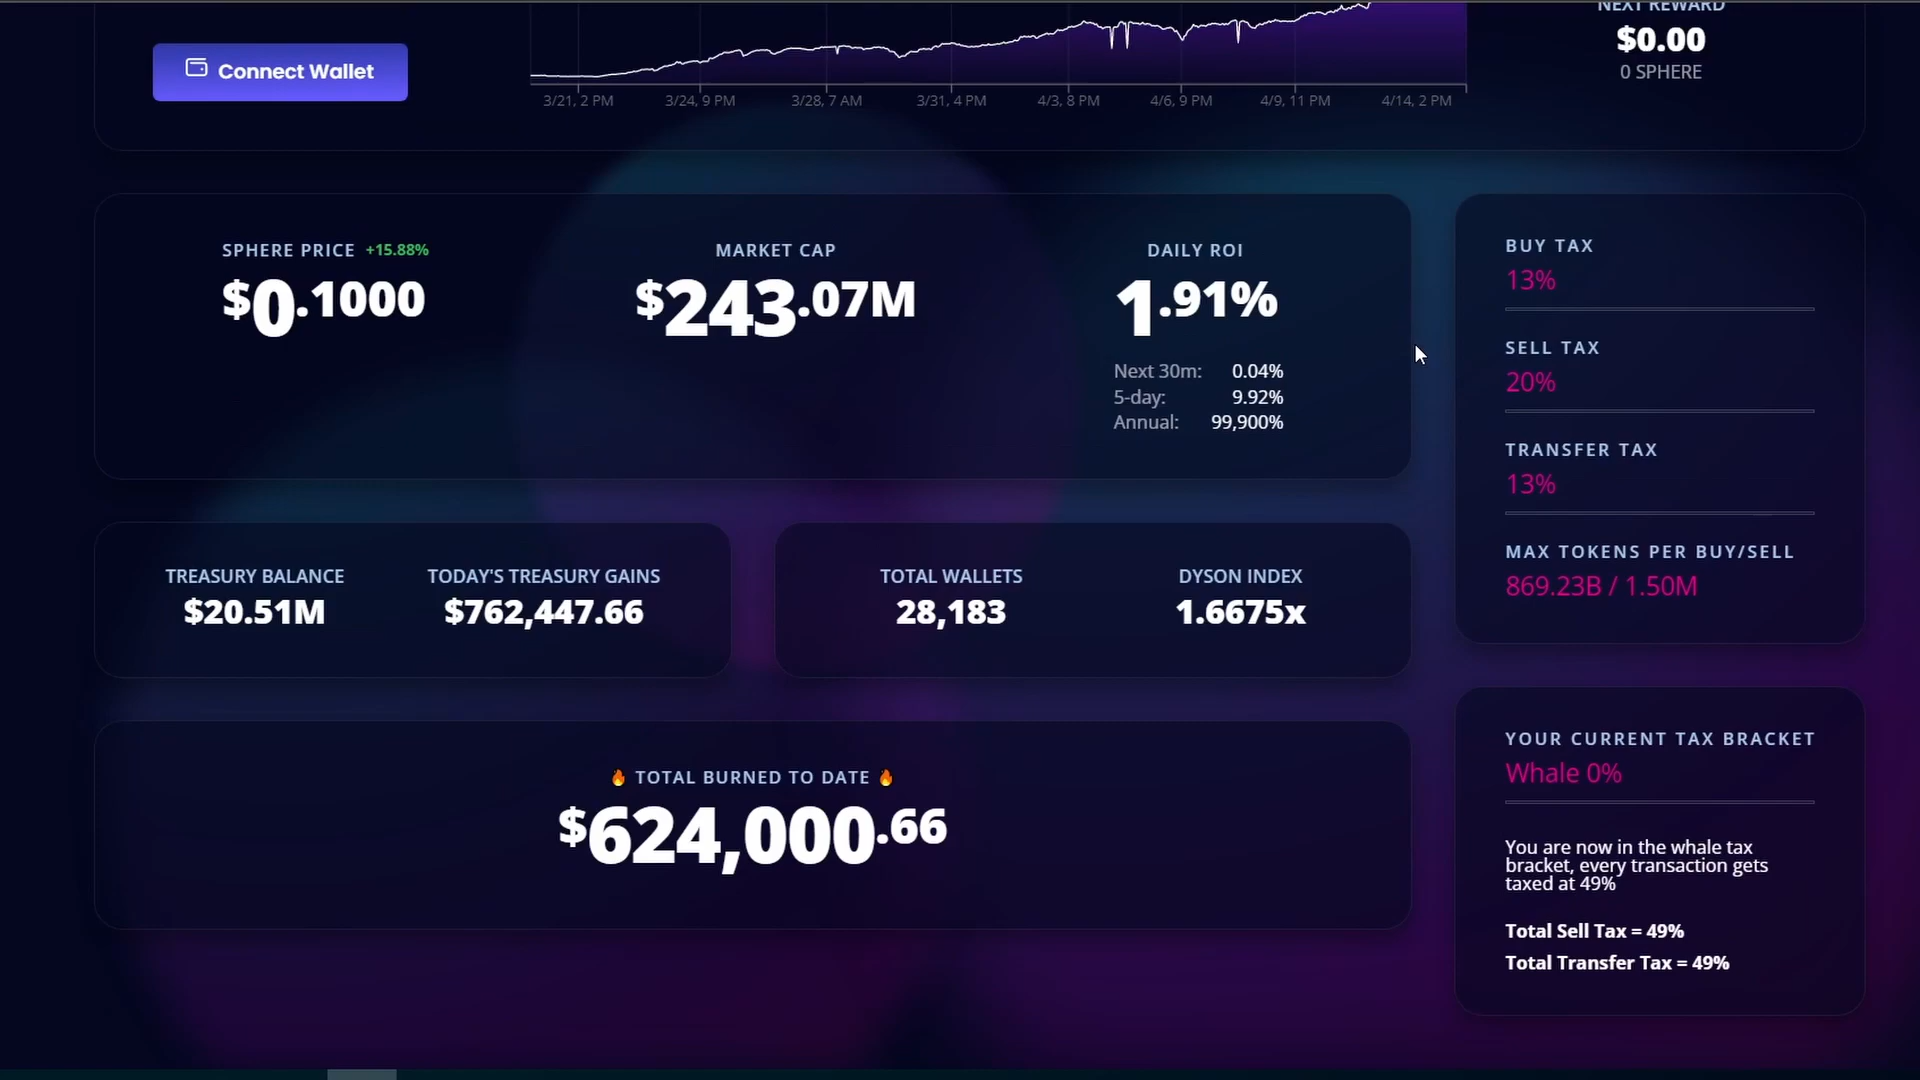 NEXT REWARD
$0.00
0 SPHERE
Connect Wallet
3/21, 2 PM 3/24, 9 PM 3/28, 7 AM 3/31, 4 PM 4/3, 8 PM 4/6, 9 PM 4/9, 11 PM 4/14, 2 PM
SPHERE PRICE +15.88%
$0.1000
MARKET CAP
$243.07M
DAILY ROI
1.91%
Next 30m: 0.04%
5-day: 9.92%
Annual: 99,900%
BUY TAX
13%
SELL TAX
20%
TRANSFER TAX
13%
MAX TOKENS PER BUY/SELL
869.23B / 1.50M
TREASURY BALANCE
$20.51M
TODAY'S TREASURY GAINS
$762,447.66
TOTAL WALLETS
28,183
DYSON INDEX
1.6675x
🔥 TOTAL BURNED TO DATE 🔥
$624,000.66
YOUR CURRENT TAX BRACKET
Whale 0%
You are now in the whale tax
bracket, every transaction gets
taxed at 49%
Total Sell Tax = 49%
Total Transfer Tax = 49%